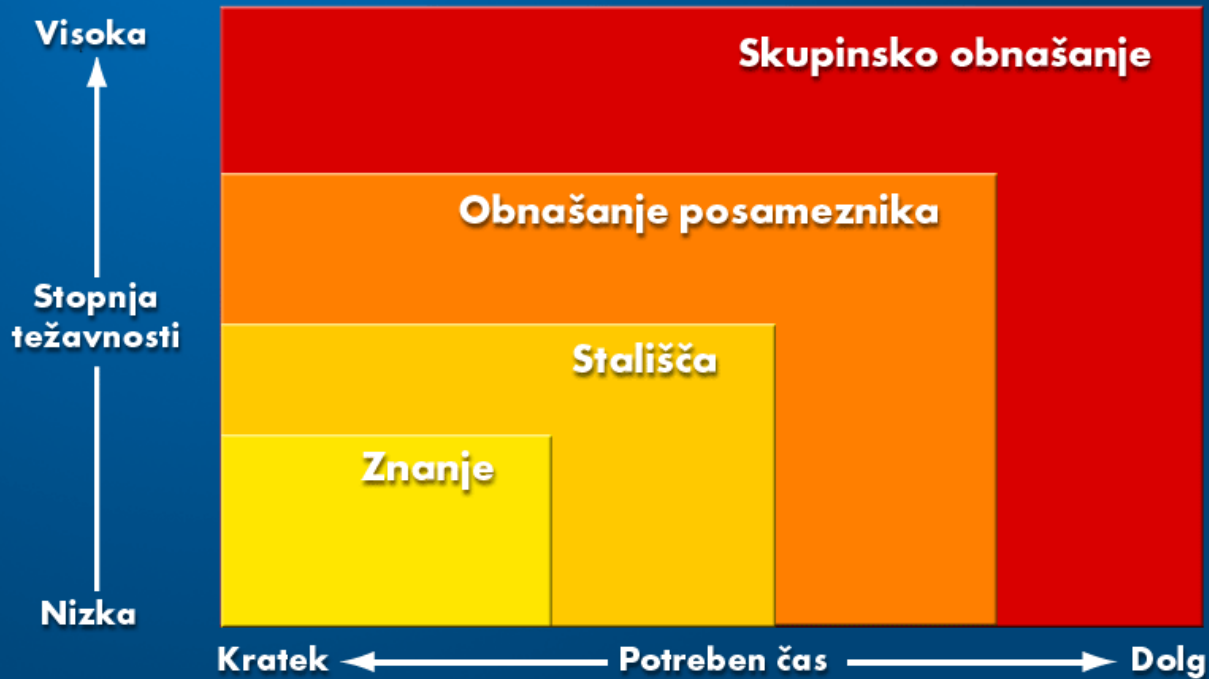 Visoka
Skupinsko obnašanje
Obnašanje posameznika
Stopnja
težavnosti
Stališča
Znanje
Nizka
Kratek Potreben čas Dolg